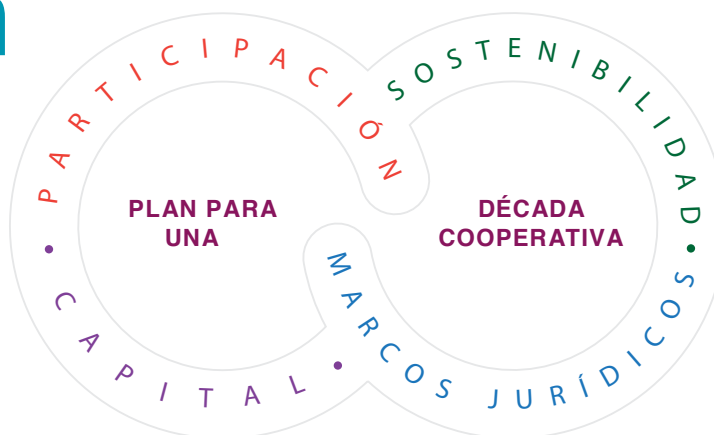 PARTICIPACIÓN
SOSTENIBILIDAD •
PLAN PARA
UNA
DÉCADA
COOPERATIVA
• CAPITAL •
MARCOS JURÍDICOS